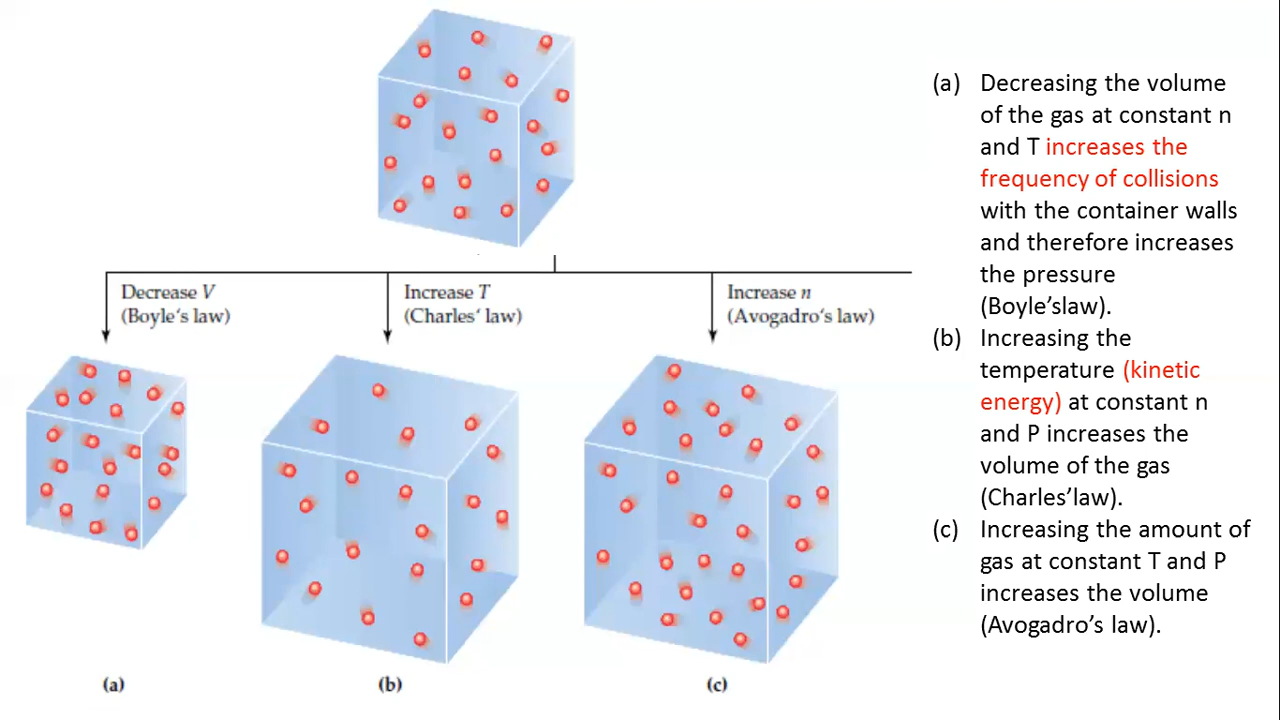 Decrease V
(Boyle's law)
Increase T
(Charles' law)
Increase n
(Avogadro's law)
(a)
(b)
(c)
(a) Decreasing the volume
of the gas at constant n
and T increases the
frequency of collisions
with the container walls
and therefore increases
the pressure
(Boyle'slaw).
(b) Increasing the
temperature (kinetic
energy) at constant n
and P increases the
volume of the gas
(Charles'law).
(c) Increasing the amount of
gas at constant T and P
increases the volume
(Avogadro's law).